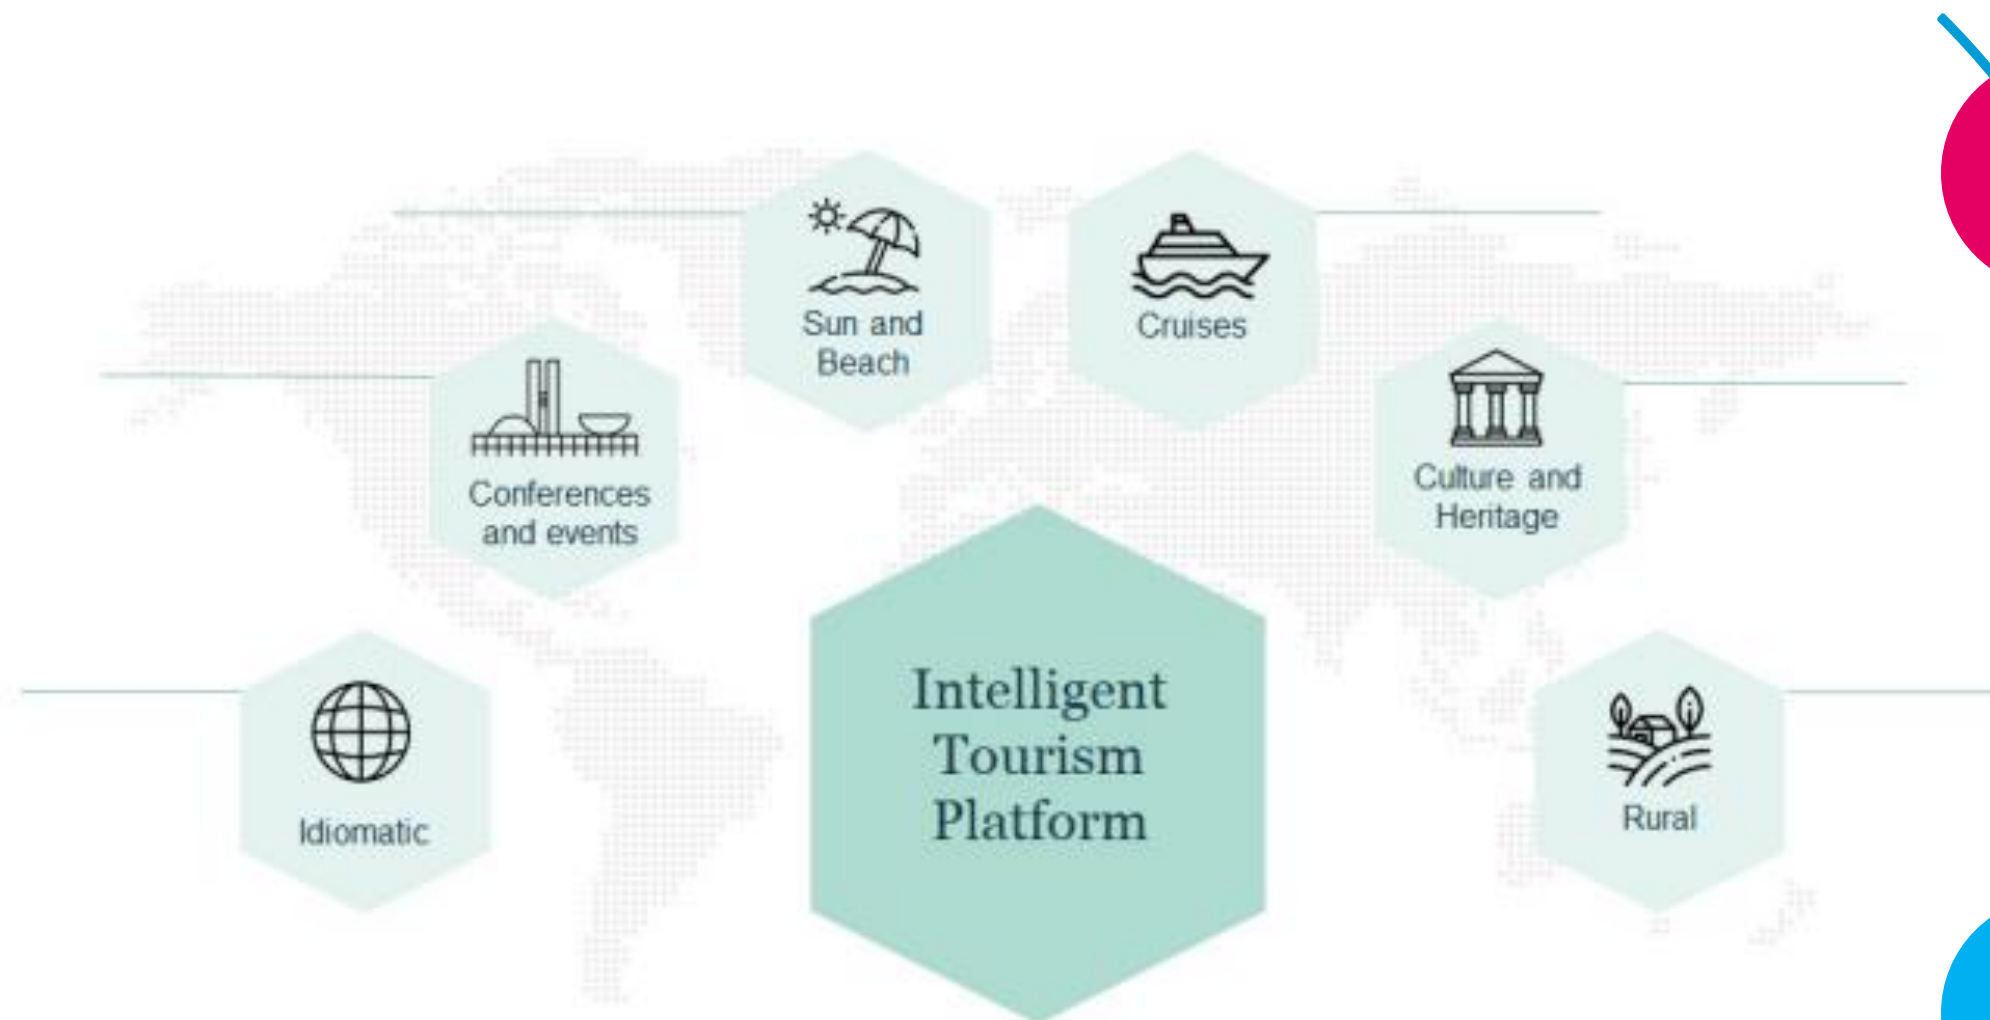 Sun and
Beach
Cruises
Conferences
and events
Culture and
Heritage
Idiomatic
Intelligent
Tourism
Platform
Rural